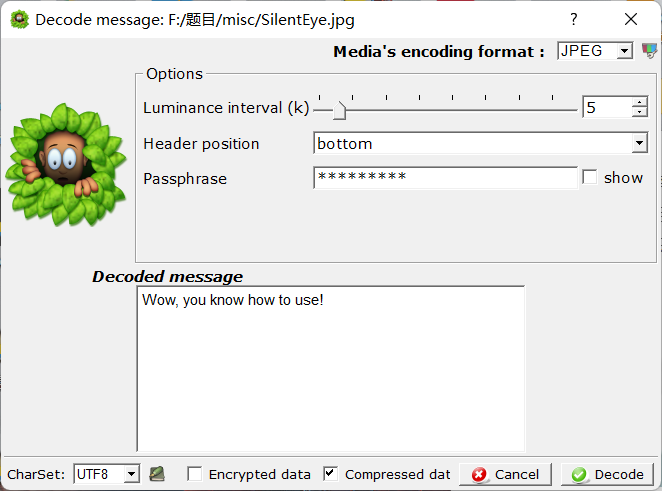 Decode message: F:/题目/misc/SilentEye.jpg
Media's encoding format : JPEG
Options
Luminance interval (k) 5
Header position bottom
Passphrase ********* show
Decoded message
Wow, you know how to use!
CharSet: UTF8 Encrypted data Compressed dat Cancel Decode